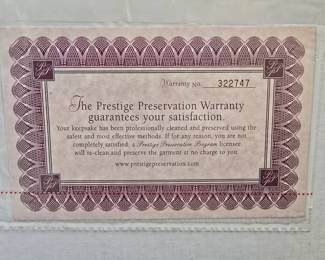 Warranty No. 322747
The Prestige Preservation Warranty
guarantees your satisfaction.
Your keepsake has been professionally cleaned and preserved using the
safest and most effective methods. If for any reason, you are not
completely satisfied, a Prestige Preservation Program licensee
will re-clean and preserve the garment at no charge to you.
www.prestigepreservation.com